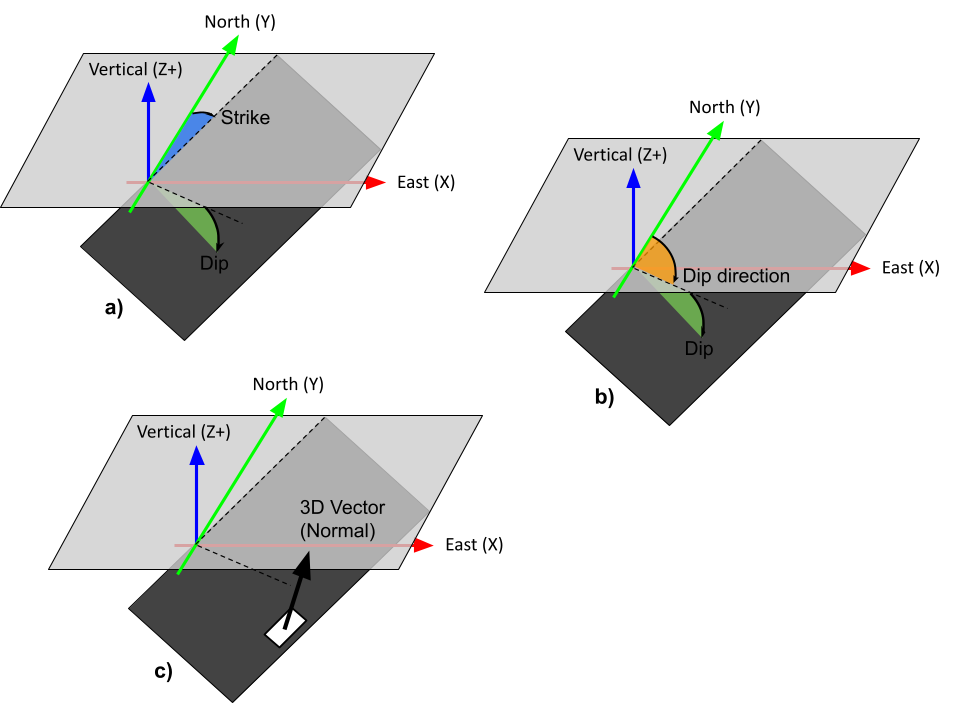 North (Y)
Vertical (Z+)
Strike
East (X)
Dip
a)
North (Y)
Vertical (Z+)
East (X)
Dip direction
Dip
b)
North (Y)
Vertical (Z+)
3D Vector
(Normal)
East (X)
c)